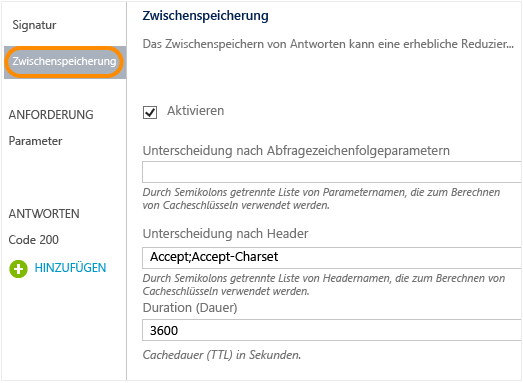 Signatur
Zwischenspeicherung
ANFORDERUNG
Parameter
ANTWORTEN
Code 200
HINZUFÜGEN
Zwischenspeicherung
Das Zwischenspeichern von Antworten kann eine erhebliche Reduzier...
Aktivieren
Unterscheidung nach Abfragezeichenfolgeparametern
Durch Semikolons getrennte Liste von Parameternamen, die zum Berechnen
von Cacheschlüsseln verwendet werden.
Unterscheidung nach Header
Accept;Accept-Charset
Durch Semikolons getrennte Liste von Headernamen, die zum Berechnen von
Cacheschlüsseln verwendet werden.
Duration (Dauer)
3600
Cachedauer (TTL) in Sekunden.